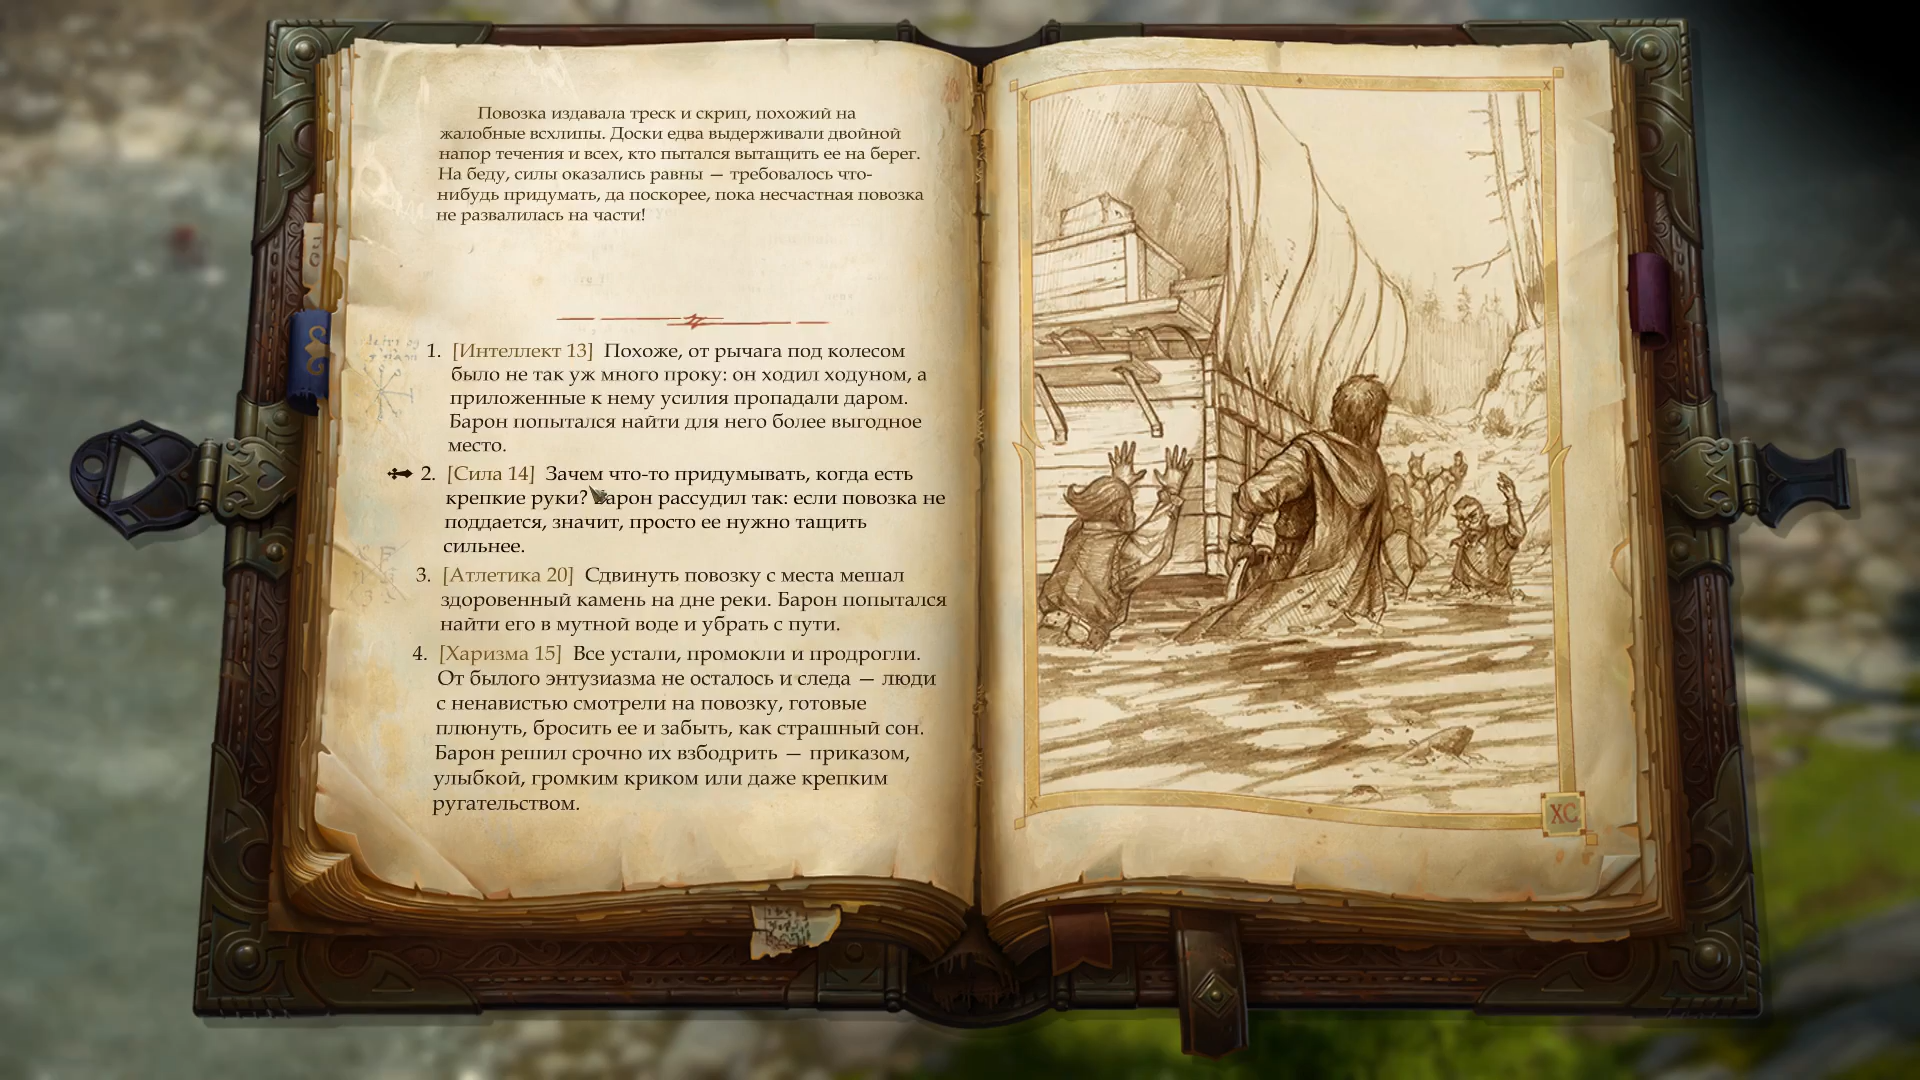 Повозка издавала треск и скрип, похожий на
жалобные всхлипы. Доски едва выдерживали двойной
напор течения и всех, кто пытался вытащить ее на берег.
На беду, силы оказались равны — требовалось что-
нибудь придумать, да поскорее, пока несчастная повозка
не развалилась на части!
1. [Интеллект 13] Похоже, от рычага под колесом
было не так уж много проку: он ходил ходуном, а
приложенные к нему усилия пропадали даром.
Барон попытался найти для него более выгодное
место.
2. [Сила 14] Зачем что-то придумывать, когда есть
крепкие руки? Барон рассудил так: если повозка не
поддается, значит, просто ее нужно тащить
сильнее.
3. [Атлетика 20] Сдвинуть повозку с места мешал
здоровенный камень на дне реки. Барон попытался
найти его в мутной воде и убрать с пути.
4. [Харизма 15] Все устали, промокли и продрогли.
От былого энтузиазма не осталось и следа — люди
с ненавистью смотрели на повозку, готовые
плюнуть, бросить ее и забыть, как страшный сон.
Барон решил срочно их взбодрить — приказом,
улыбкой, громким криком или даже крепким
ругательством.
XC